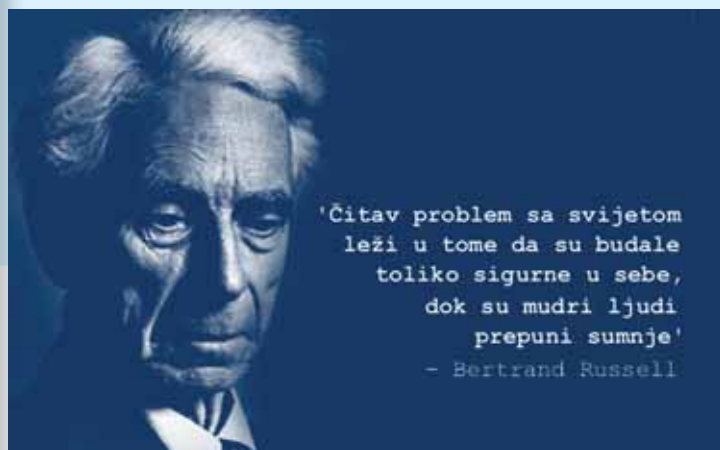 'Čitav problem sa svijetom
leži u tome da su budale
toliko sigurne u sebe,
dok su mudri ljudi
prepuni sumnje'
– Bertrand Russell